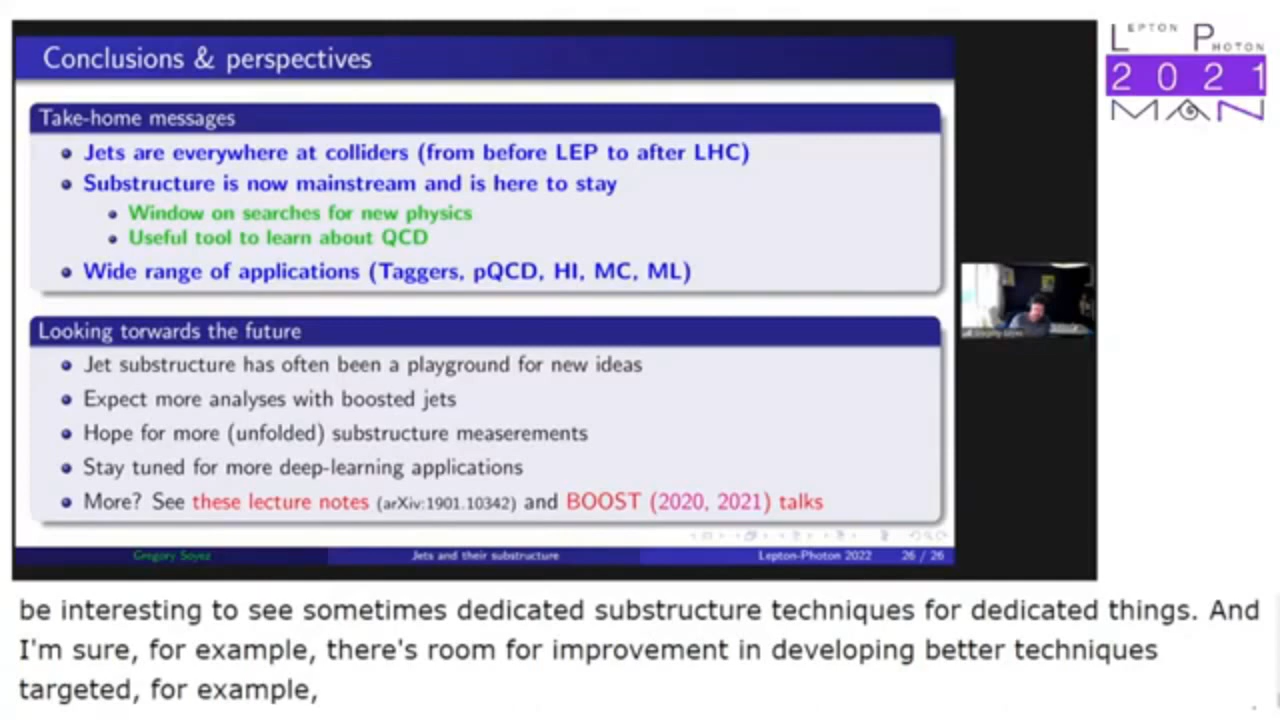 Conclusions & perspectives
Take-home messages
Jets are everywhere at colliders (from before LEP to after LHC)
Substructure is now mainstream and is here to stay
Window on searches for new physics
Useful tool to learn about QCD
Wide range of applications (Taggers, pQCD, HI, MC, ML)
Looking torwards the future
Jet substructure has often been a playground for new ideas
Expect more analyses with boosted jets
Hope for more (unfolded) substructure measerements
Stay tuned for more deep-learning applications
More? See these lecture notes (arXiv:1901.10342) and BOOST (2020, 2021) talks
Gregory Soyez
Jets and their substructure
Lepton-Photon 2022
26 / 26
LEPTON PHOTON
2021
MAN
be interesting to see sometimes dedicated substructure techniques for dedicated things. And
I'm sure, for example, there's room for improvement in developing better techniques
targeted, for example,